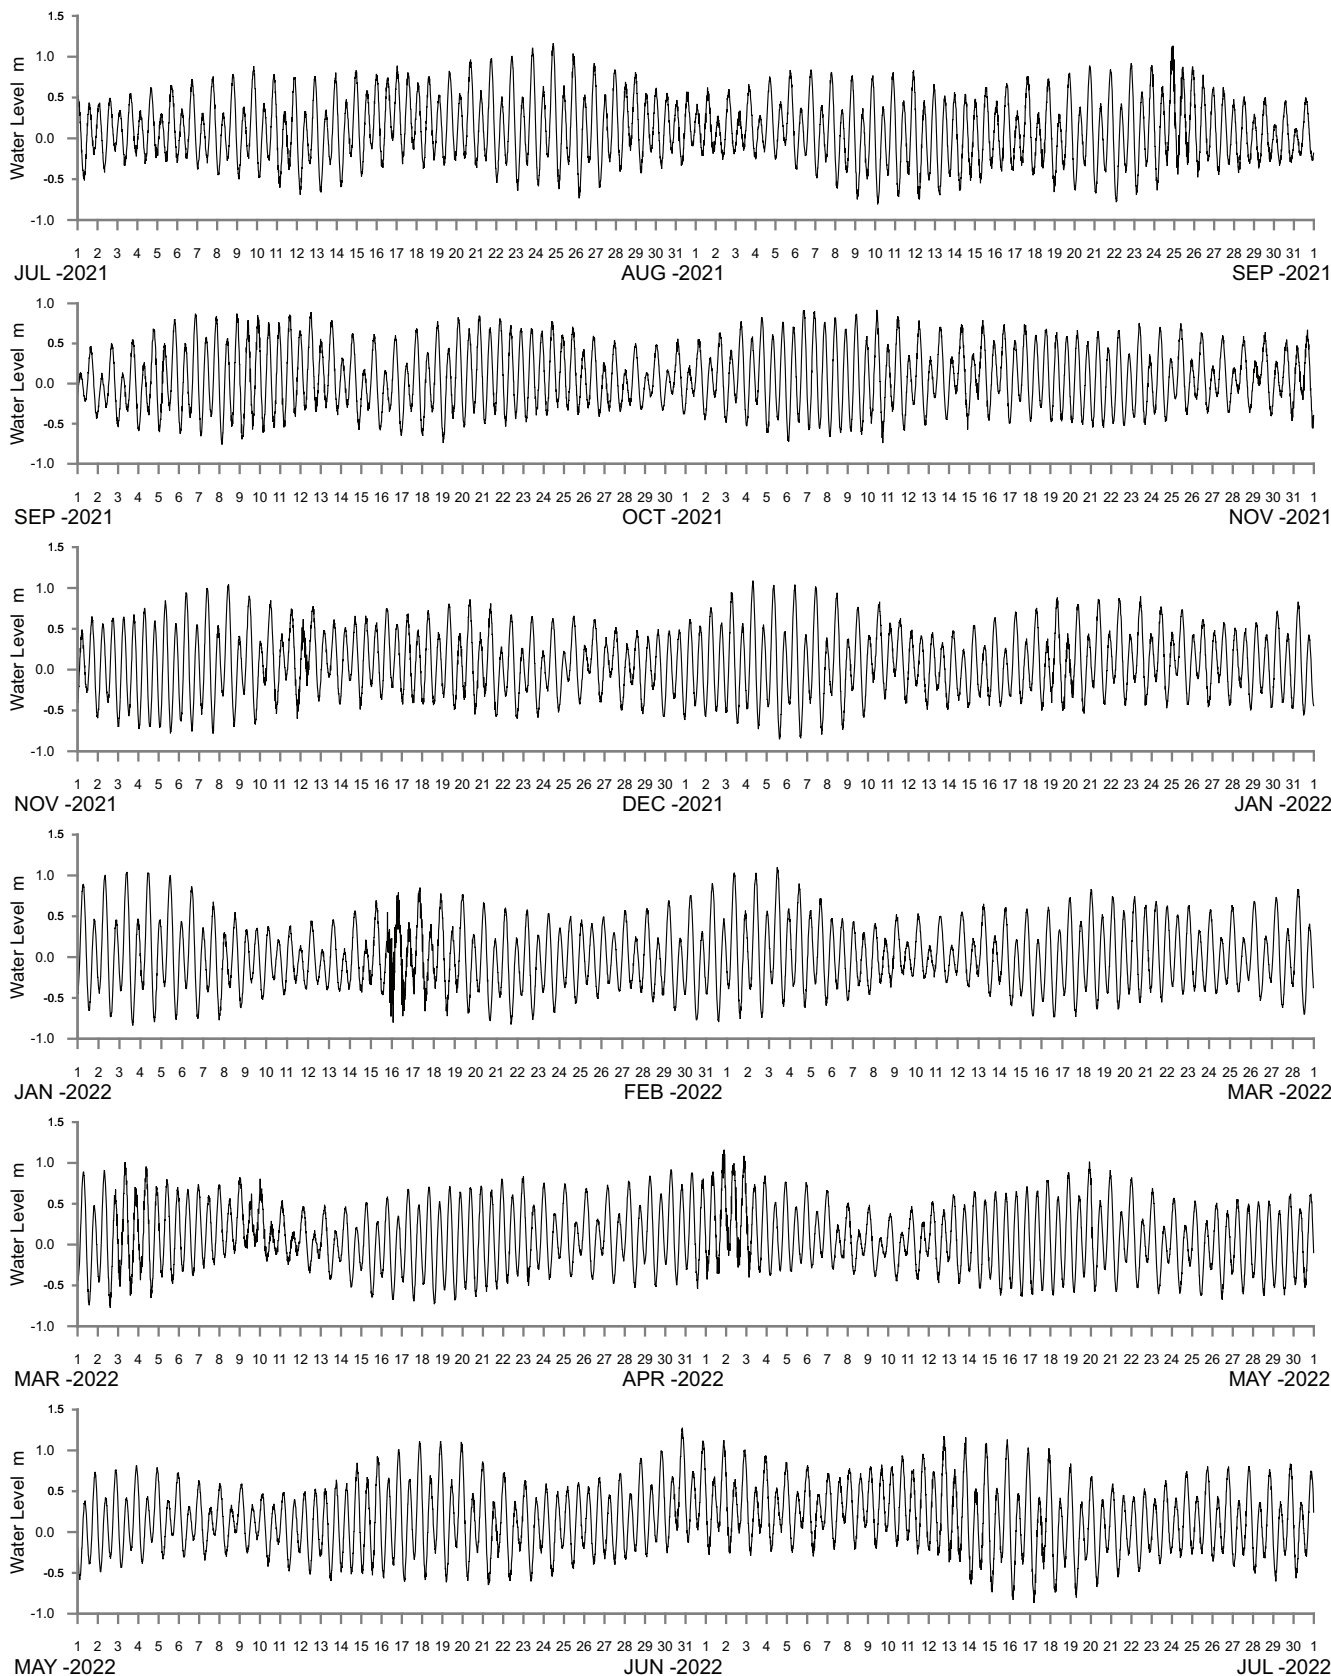 1.5
1.0
0.5
0.0
-0.5
-1.0
Water Level m
1 2 3 4 5 6 7 8 9 10 11 12 13 14 15 16 17 18 19 20 21 22 23 24 25 26 27 28 29 30 31 1 2 3 4 5 6 7 8 9 10 11 12 13 14 15 16 17 18 19 20 21 22 23 24 25 26 27 28 29 30 31 1
JUL -2021 AUG -2021 SEP -2021
1.0
0.5
0.0
-0.5
-1.0
Water Level m
1 2 3 4 5 6 7 8 9 10 11 12 13 14 15 16 17 18 19 20 21 22 23 24 25 26 27 28 29 30 1 2 3 4 5 6 7 8 9 10 11 12 13 14 15 16 17 18 19 20 21 22 23 24 25 26 27 28 29 30 31 1
SEP -2021 OCT -2021 NOV -2021
1.5
1.0
0.5
0.0
-0.5
-1.0
Water Level m
1 2 3 4 5 6 7 8 9 10 11 12 13 14 15 16 17 18 19 20 21 22 23 24 25 26 27 28 29 30 1 2 3 4 5 6 7 8 9 10 11 12 13 14 15 16 17 18 19 20 21 22 23 24 25 26 27 28 29 30 31 1
NOV -2021 DEC -2021 JAN -2022
1.5
1.0
0.5
0.0
-0.5
-1.0
Water Level m
1 2 3 4 5 6 7 8 9 10 11 12 13 14 15 16 17 18 19 20 21 22 23 24 25 26 27 28 29 30 31 1 2 3 4 5 6 7 8 9 10 11 12 13 14 15 16 17 18 19 20 21 22 23 24 25 26 27 28 1
JAN -2022 FEB -2022 MAR -2022
1.5
1.0
0.5
0.0
-0.5
-1.0
Water Level m
1 2 3 4 5 6 7 8 9 10 11 12 13 14 15 16 17 18 19 20 21 22 23 24 25 26 27 28 29 30 31 1 2 3 4 5 6 7 8 9 10 11 12 13 14 15 16 17 18 19 20 21 22 23 24 25 26 27 28 29 30 1
MAR -2022 APR -2022 MAY -2022
1.5
1.0
0.5
0.0
-0.5
-1.0
Water Level m
1 2 3 4 5 6 7 8 9 10 11 12 13 14 15 16 17 18 19 20 21 22 23 24 25 26 27 28 29 30 31 1 2 3 4 5 6 7 8 9 10 11 12 13 14 15 16 17 18 19 20 21 22 23 24 25 26 27 28 29 30 1
MAY -2022 JUN -2022 JUL -2022